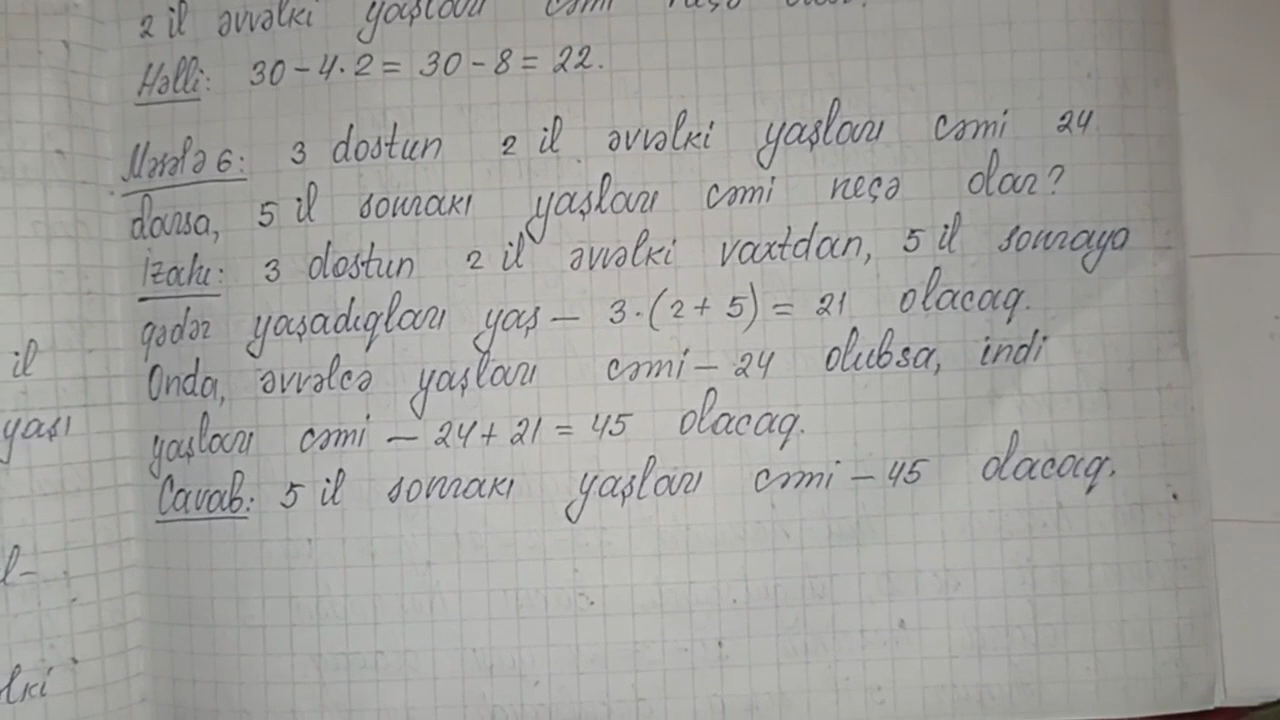 2 il əvvəlki yaşları cəmi neçə
Həlli: 30 - 4·2 = 30 - 8 = 22.
Məsələ 6: 3 dostun 2 il əvvəlki yaşları cəmi 24
darsa, 5 il sonrakı yaşları cəmi neçə olar?
İzahı: 3 dostun 2 il əvvəlki vaxtdan, 5 il sonraya
qədər yaşadıqları yaş – 3·(2+5) = 21 olacaq.
Onda, əvvəlcə yaşları cəmi – 24 olubsa, indi
yaşları cəmi – 24+21 = 45 olacaq.
Cavab: 5 il sonrakı yaşları cəmi – 45 olacaq.
il
yaşı